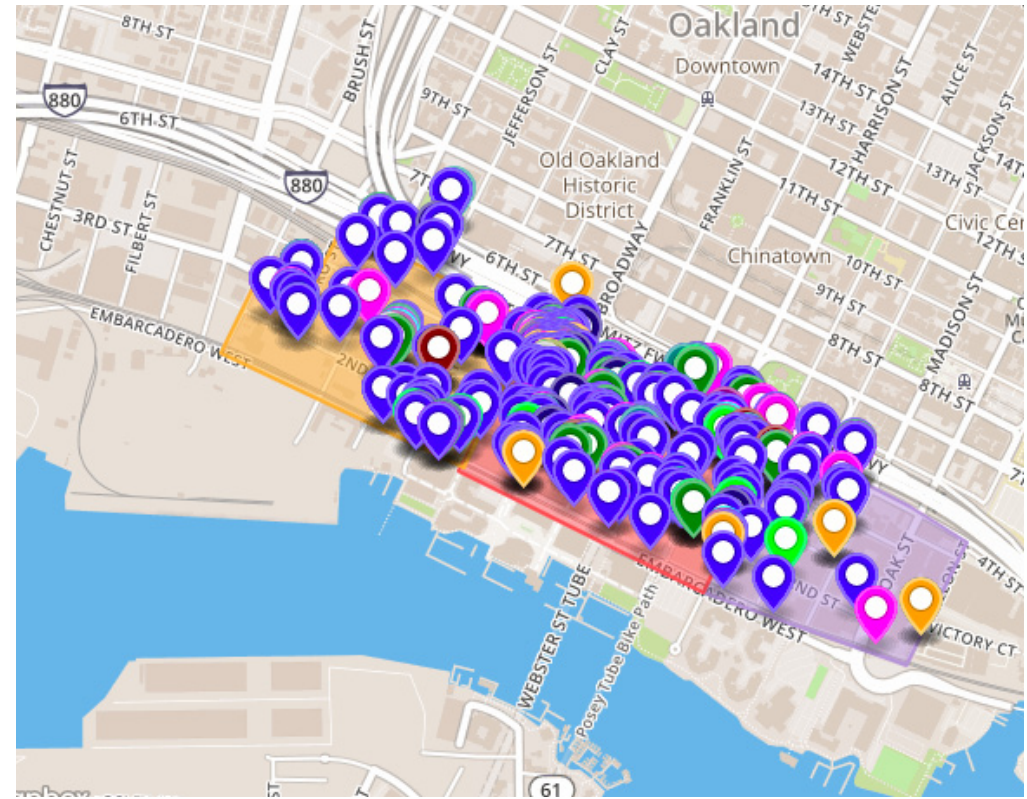 Oakland
Downtown
8TH ST
BRUSH ST
CLAY ST
JEFFERSON ST
9TH ST
14TH ST
13TH ST
HARRISON ST
ALICE ST
JACKSON ST
12TH ST
13TH ST
11TH ST
880
6TH ST
Old Oakland
Historic
District
FRANKLIN ST
880
CHESTNUT ST
FILBERT ST
3RD ST
7TH ST
6TH ST
BROADWAY
Chinatown
10TH ST
9TH ST
12TH ST
MADISON ST
8TH ST
8TH ST
EMBARCADERO WEST
OAK ST
4TH ST
EMBARCADERO WEST
VICTORY CT
WEBSTER ST TUBE
Posey Tube Bike Path
61